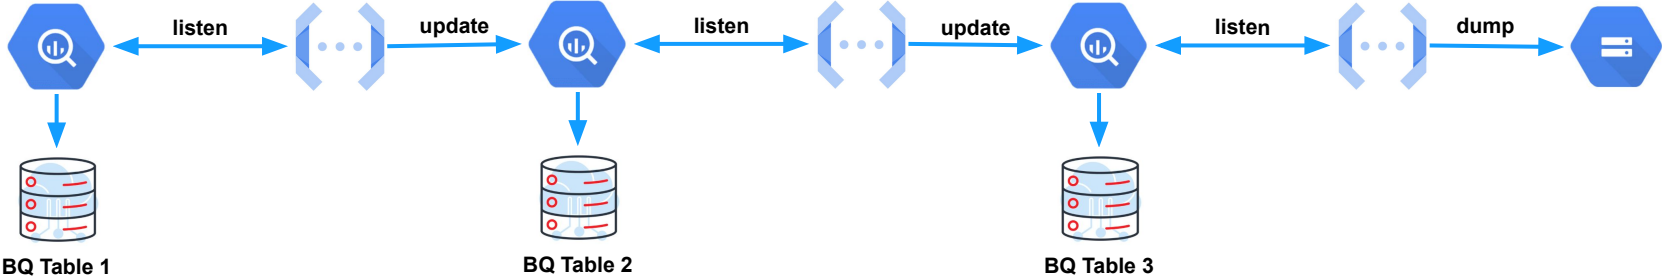 listen
update
listen
update
listen
dump
BQ Table 1
BQ Table 2
BQ Table 3